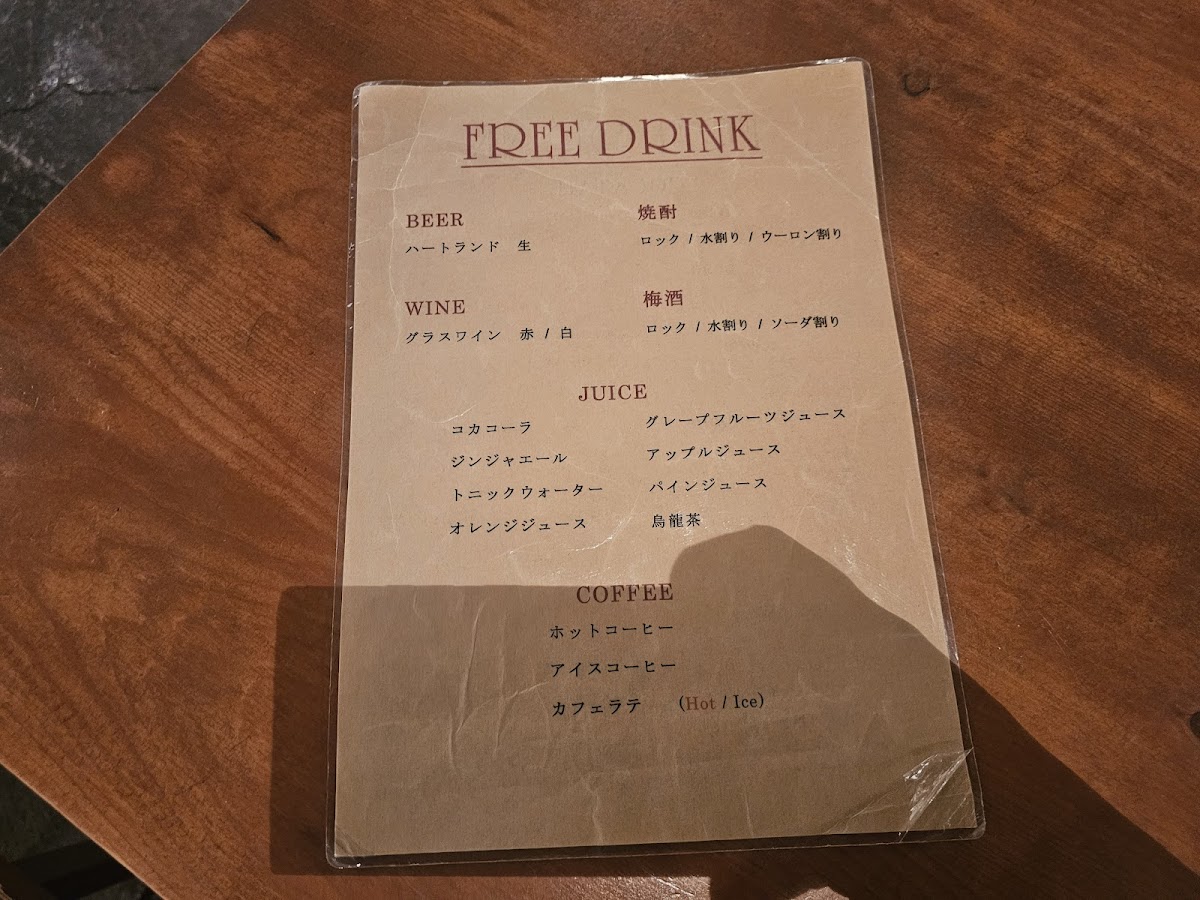 FREE DRINK
BEER
ハートランド 生
焼酎
ロック / 水割り / ウーロン割り
WINE
グラスワイン 赤 / 白
梅酒
ロック / 水割り / ソーダ割り
JUICE
コカコーラ
ジンジャエール
トニックウォーター
オレンジジュース
グレープフルーツジュース
アップルジュース
パインジュース
烏龍茶
COFFEE
ホットコーヒー
アイスコーヒー
カフェラテ (Hot / Ice)